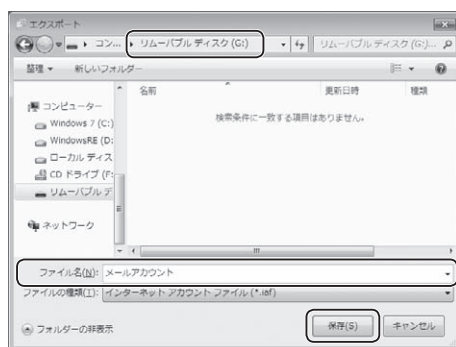 エクスポート
コン... ▸ リムーバブル ディスク (G:)
リムーバブル ディスク (G:)...
整理 ▼ 新しいフォルダー
名前 更新日時 種類
検索条件に一致する項目はありません。
コンピューター
Windows 7 (C:)
WindowsRE (D:
ローカル ディス
CD ドライブ (F:
リムーバブル デ
ネットワーク
ファイル名(N): メールアカウント
ファイルの種類(T): インターネット アカウント ファイル (*.iaf)
フォルダーの非表示 保存(S) キャンセル